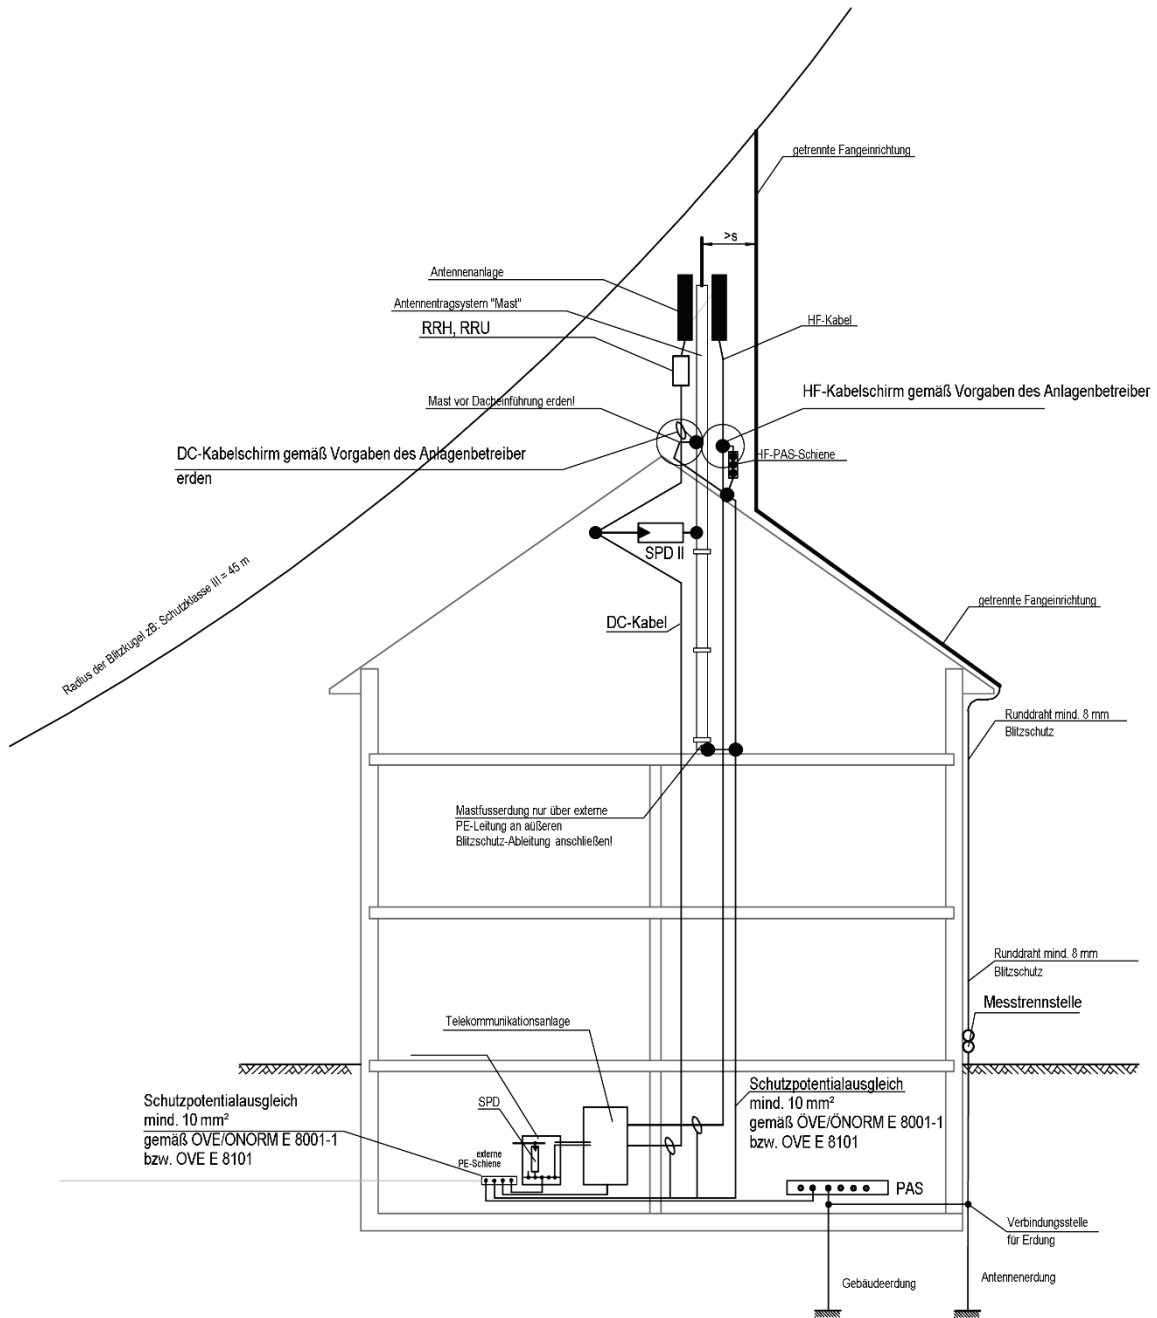 getrennte Fangeinrichtung
>s
Antennenanlage
Antennentragsystem "Mast"
RRH, RRU
HF-Kabel
Mast vor Dacheinführung erden!
HF-Kabelschirm gemäß Vorgaben des Anlagenbetreiber
DC-Kabelschirm gemäß Vorgaben des Anlagenbetreiber
erden
HF-PAS-Schiene
SPD II
Radius der Blitzkugel zB: Schutzklasse III = 45 m
getrennte Fangeinrichtung
DC-Kabel
Runddraht mind. 8 mm
Blitzschutz
Mastfusserdung nur über externe
PE-Leitung an aüßeren
Blitzschutz-Ableitung anschließen!
Runddraht mind. 8 mm
Blitzschutz
Messtrennstelle
Telekommunikationsanlage
Schutzpotentialausgleich
mind. 10 mm²
gemäß ÖVE/ÖNORM E 8001-1
bzw. OVE E 8101
SPD
externe
PE-Schiene
Schutzpotentialausgleich
mind. 10 mm²
gemäß ÖVE/ÖNORM E 8001-1
bzw. OVE E 8101
PAS
Verbindungsstelle
für Erdung
Gebäudeerdung
Antennenerdung